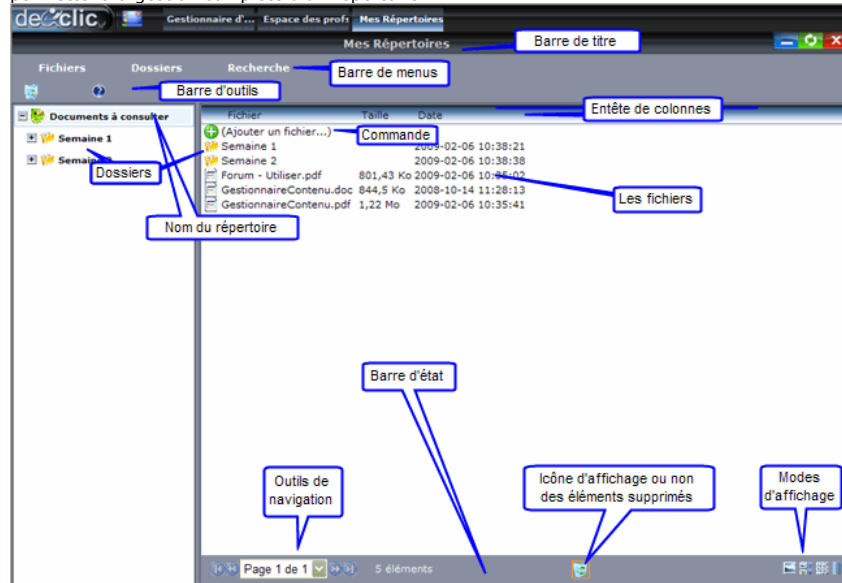 decclic
Gestionnaire d'... Espace des profs Mes Répertoires
Mes Répertoires
Barre de titre
Fichiers Dossiers Recherche
Barre de menus
Barre d'outils
Entête de colonnes
Documents à consulter
Fichier Taille Date
(Ajouter un fichier...)
Commande
Semaine 1
Semaine 1 2009-02-06 10:38:21
Semaine 2 2009-02-06 10:38:38
Dossiers
Forum - Utiliser.pdf 801,43 Ko 2009-02-06 10:35:02
GestionnaireContenu.doc 844,5 Ko 2008-10-14 11:28:13
GestionnaireContenu.pdf 1,22 Mo 2009-02-06 10:35:41
Les fichiers
Nom du répertoire
Barre d'état
Outils de
navigation
Icône d'affichage ou non
des éléments supprimés
Modes
d'affichage
Page 1 de 1
5 éléments